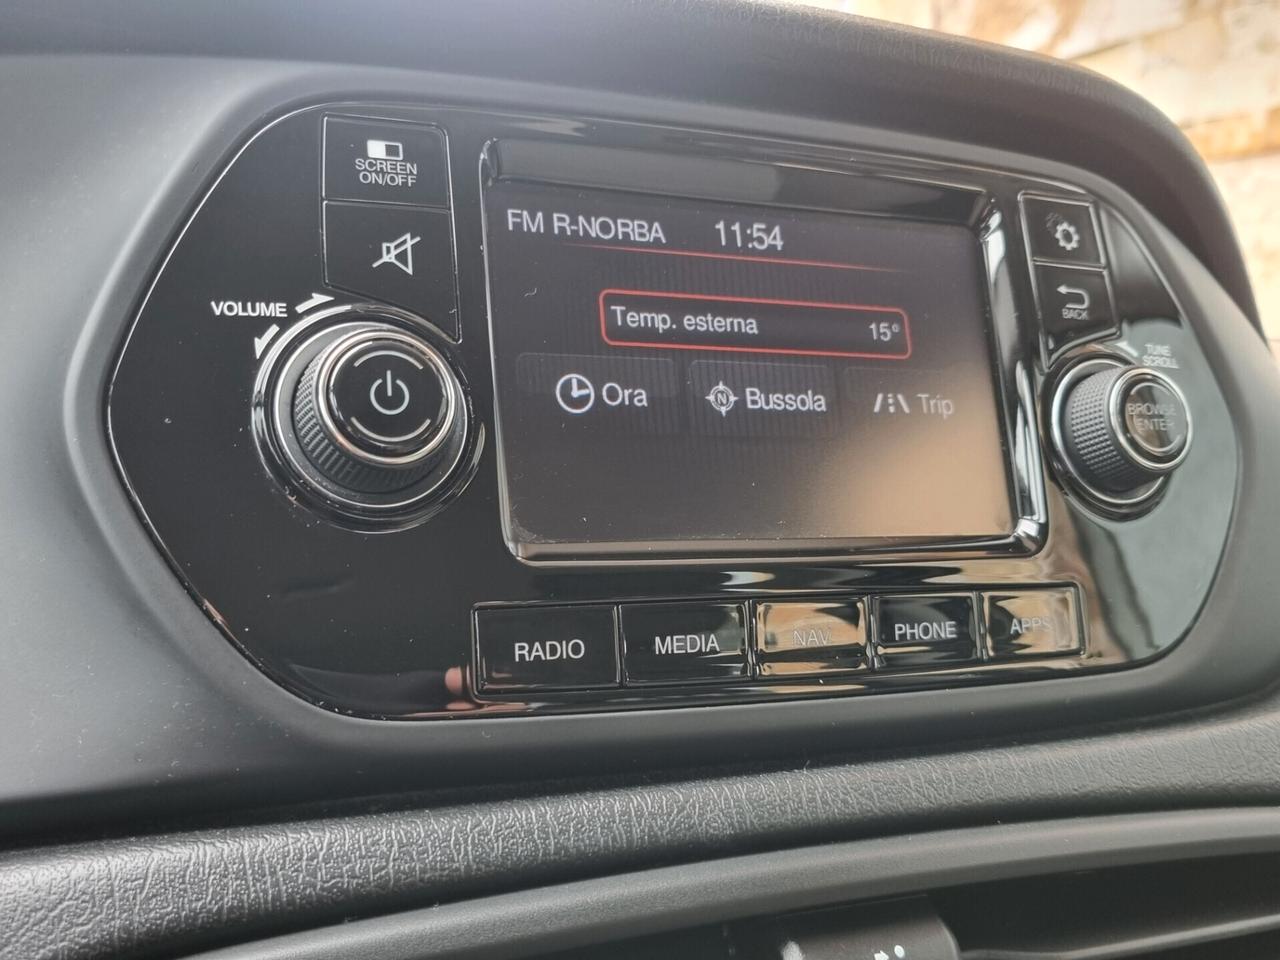 SCREEN
ON/OFF
VOLUME
FM R-NORBA 11:54
Temp. esterna 15°
Ora
N Bussola
Trip
BACK
TUNE
SCROLL
BROWSE
ENTER
RADIO
MEDIA
NAV
PHONE
APPS